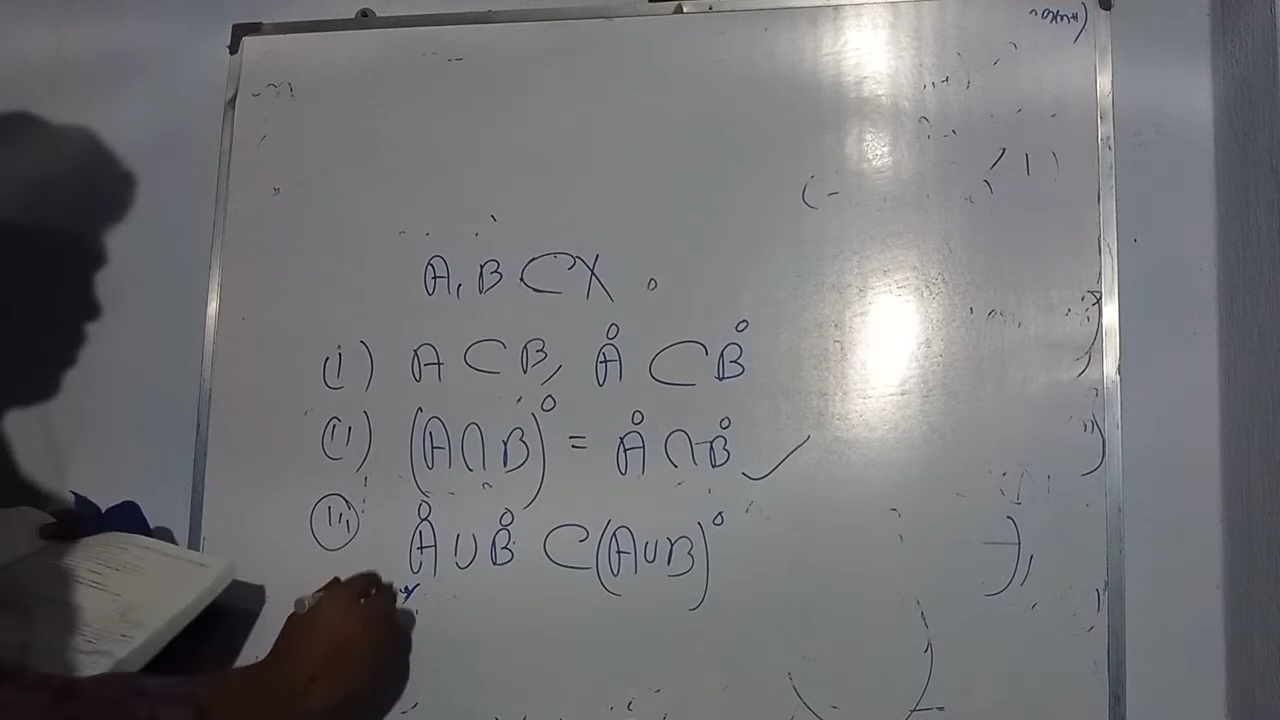 A, B ⊂ X .
(i) A ⊂ B, Å ⊂ B̊
(ii) (A∩B)° = Å ∩ B̊ ✓
(iii) Å ∪ B̊ ⊂ (A∪B)°